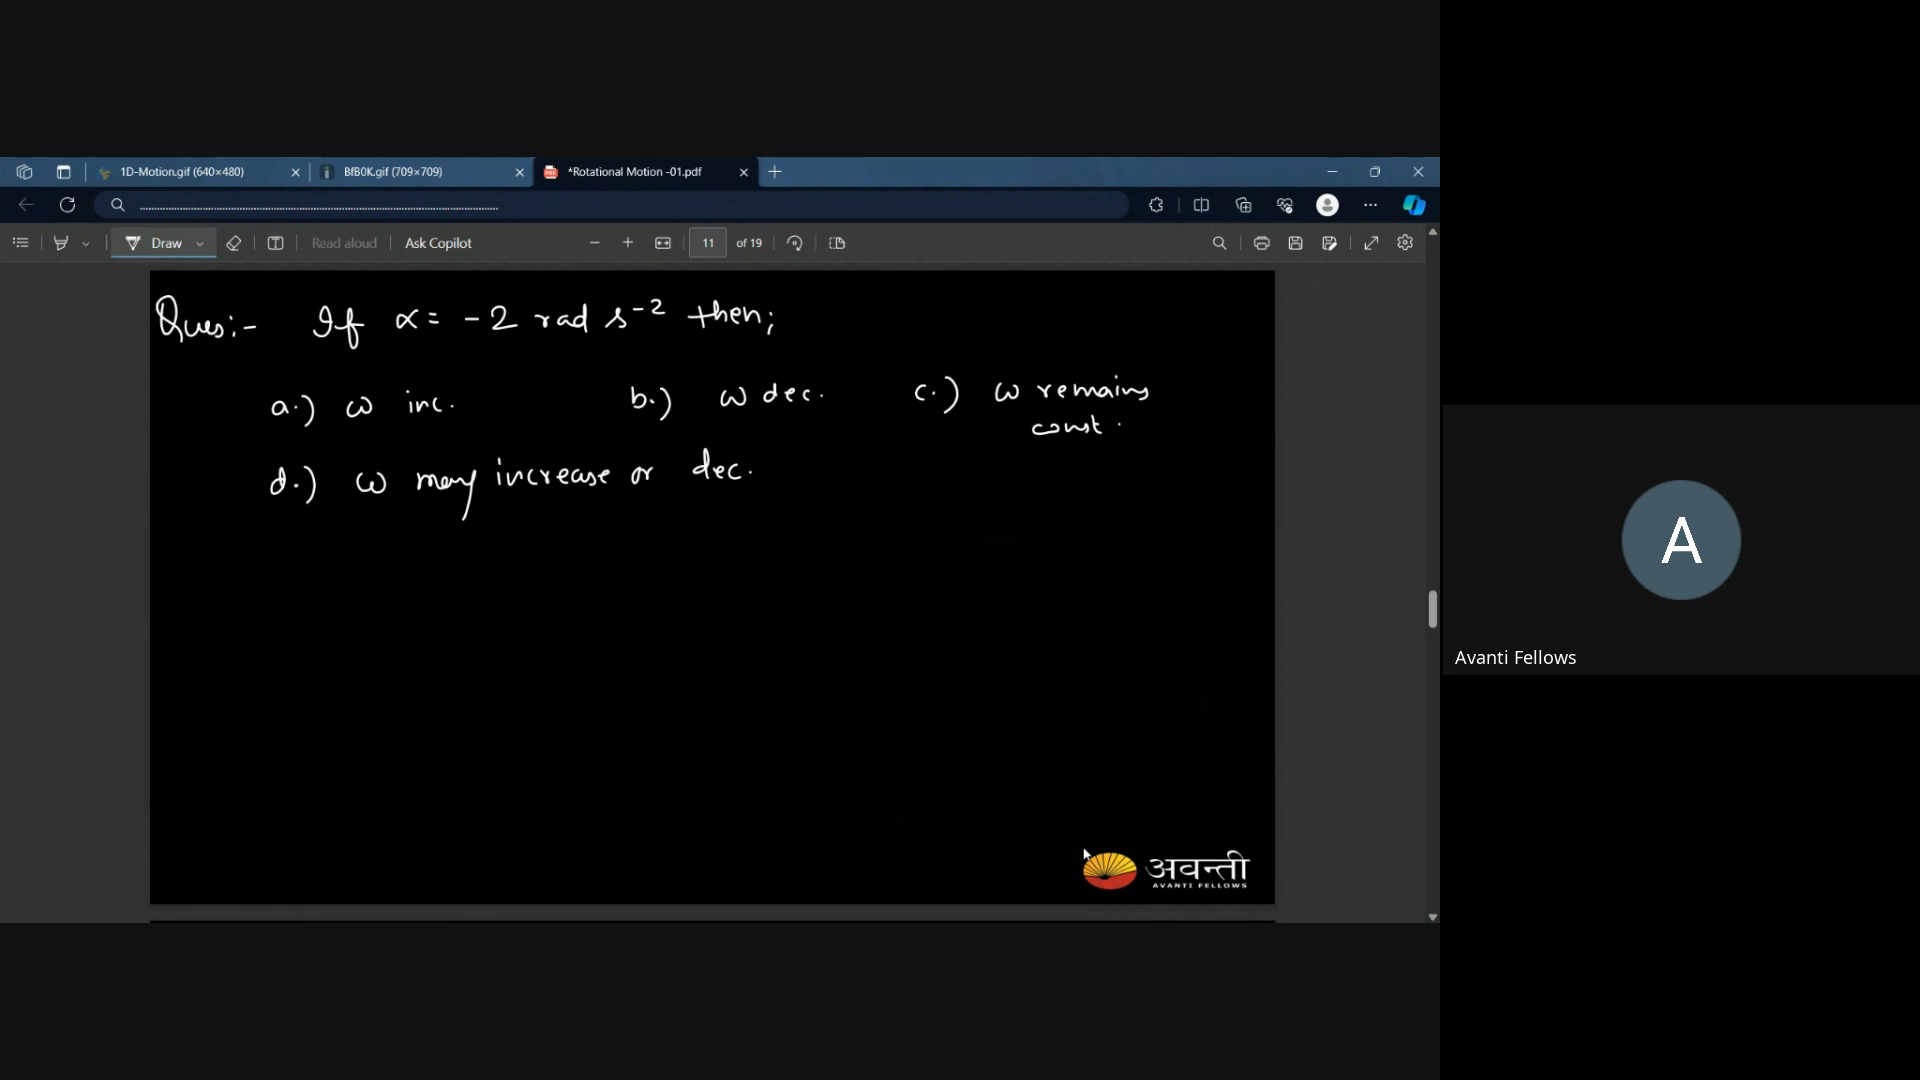 1D-Motion.gif (640×480)
BfB0K.gif (709×709)
*Rotational Motion -01.pdf
Draw
Read aloud
Ask Copilot
11 of 19
Ques:- If α = -2 rad s⁻² then;
a.) ω inc. b.) ω dec. c.) ω remains
const.
d.) ω may increase or dec.
अवन्ती
AVANTI FELLOWS
A
Avanti Fellows